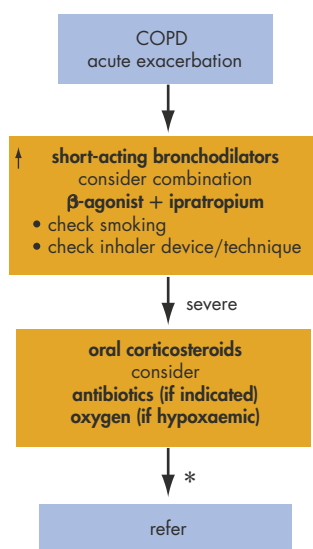 COPD
acute exacerbation
↑ short-acting bronchodilators
consider combination
β-agonist + ipratropium
• check smoking
• check inhaler device/technique
severe
oral corticosteroids
consider
antibiotics (if indicated)
oxygen (if hypoxaemic)
*
refer